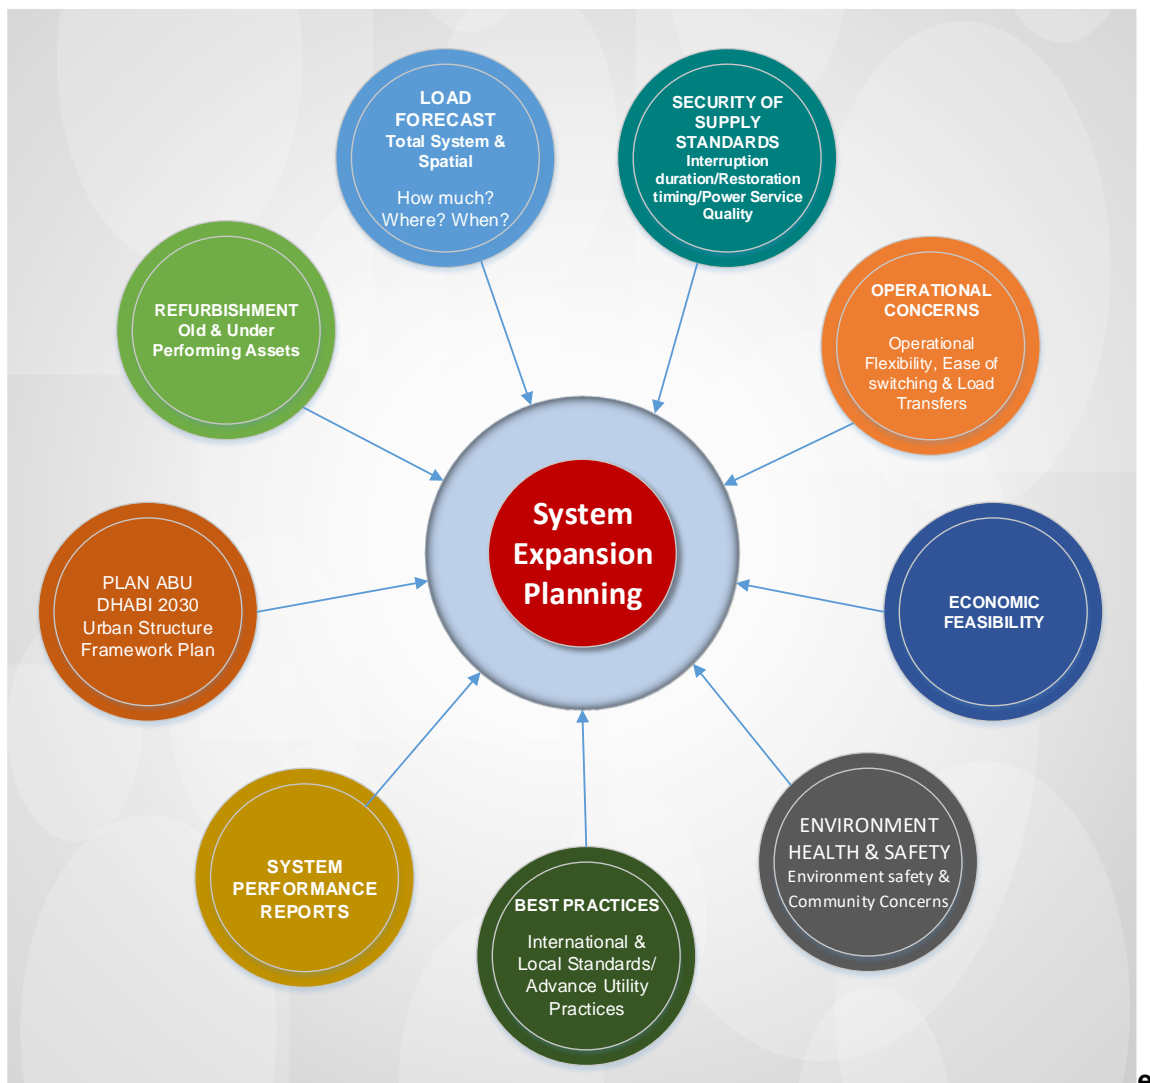 LOAD
FORECAST
Total System &
Spatial
How much?
Where? When?
SECURITY OF
SUPPLY
STANDARDS
Interruption
duration/Restoration
timing/Power Service
Quality
OPERATIONAL
CONCERNS
Operational
Flexibility, Ease of
switching & Load
Transfers
REFURBISHMENT
Old & Under
Performing Assets
System
Expansion
Planning
ECONOMIC
FEASIBILITY
PLAN ABU
DHABI 2030
Urban Structure
Framework Plan
ENVIRONMENT
HEALTH & SAFETY
Environment safety &
Community Concerns
SYSTEM
PERFORMANCE
REPORTS
BEST PRACTICES
International &
Local Standards/
Advance Utility
Practices
e